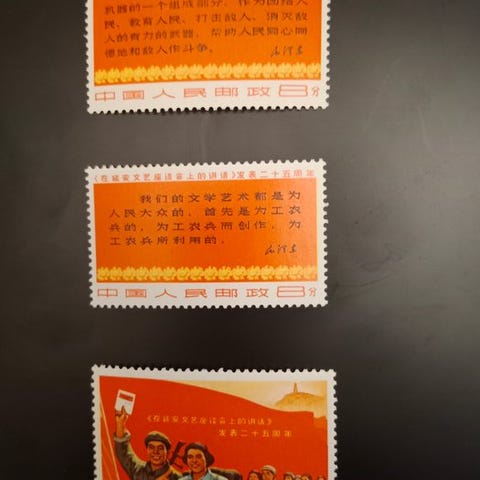 机器的一个组成部分，作为团结人
民、教育人民、打击敌人、消灭敌
人的有力的武器，帮助人民同心同
德地和敌人作斗争。
毛泽东
中国人民邮政8分
《在延安文艺座谈会上的讲话》发表二十五周年
我们的文学艺术都是为
人民大众的，首先是为工农
兵的，为工农兵而创作，为
工农兵所利用的。
毛泽东
中国人民邮政8分
《在延安文艺座谈会上的讲话》
发表二十五周年